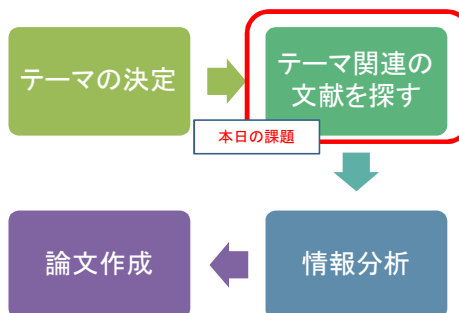 テーマの決定
テーマ関連の
文献を探す
本日の課題
論文作成
情報分析